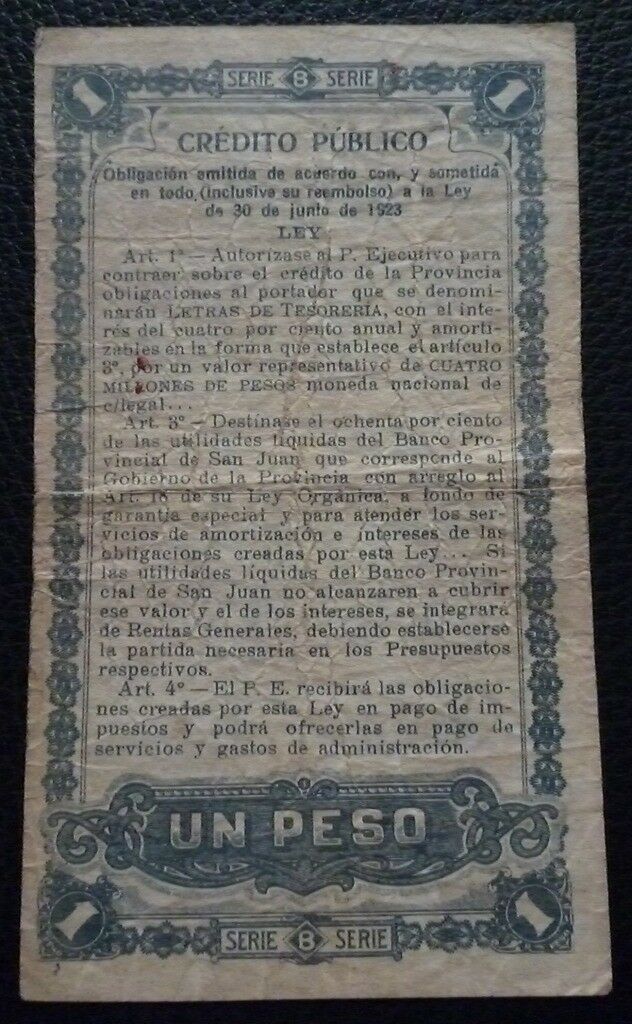 1 SERIE B SERIE 1
CRÉDITO PÚBLICO
Obligación emitida de acuerdo con, y sometida
en todo (inclusive su reembolso) a la Ley
de 30 de junio de 1923
LEY
Art. 1º — Autorízase al P. Ejecutivo para
contraer sobre el crédito de la Provincia
obligaciones al portador que se denomi-
narán LETRAS DE TESORERIA, con el inte-
rés del cuatro por ciento anual y amorti-
zables en la forma que establece el artículo
3º, por un valor representativo de CUATRO
MILLONES DE PESOS moneda nacional de
c/legal...
Art. 3º — Destínase el ochenta por ciento
de las utilidades líquidas del Banco Pro-
vincial de San Juan que corresponde al
Gobierno de la Provincia con arreglo al
Art. 18 de su Ley Orgánica, a fondo de
garantía especial y para atender los ser-
vicios de amortización e intereses de las
obligaciones creadas por esta Ley... Si
las utilidades líquidas del Banco Provin-
cial de San Juan no alcanzaren a cubrir
ese valor y el de los intereses, se integrará
de Rentas Generales, debiendo establecerse
la partida necesaria en los Presupuestos
respectivos.
Art. 4º — El P. E. recibirá las obligacio-
nes creadas por esta Ley en pago de im-
puestos y podrá ofrecerlas en pago de
servicios y gastos de administración.
UN PESO
1 SERIE B SERIE 1